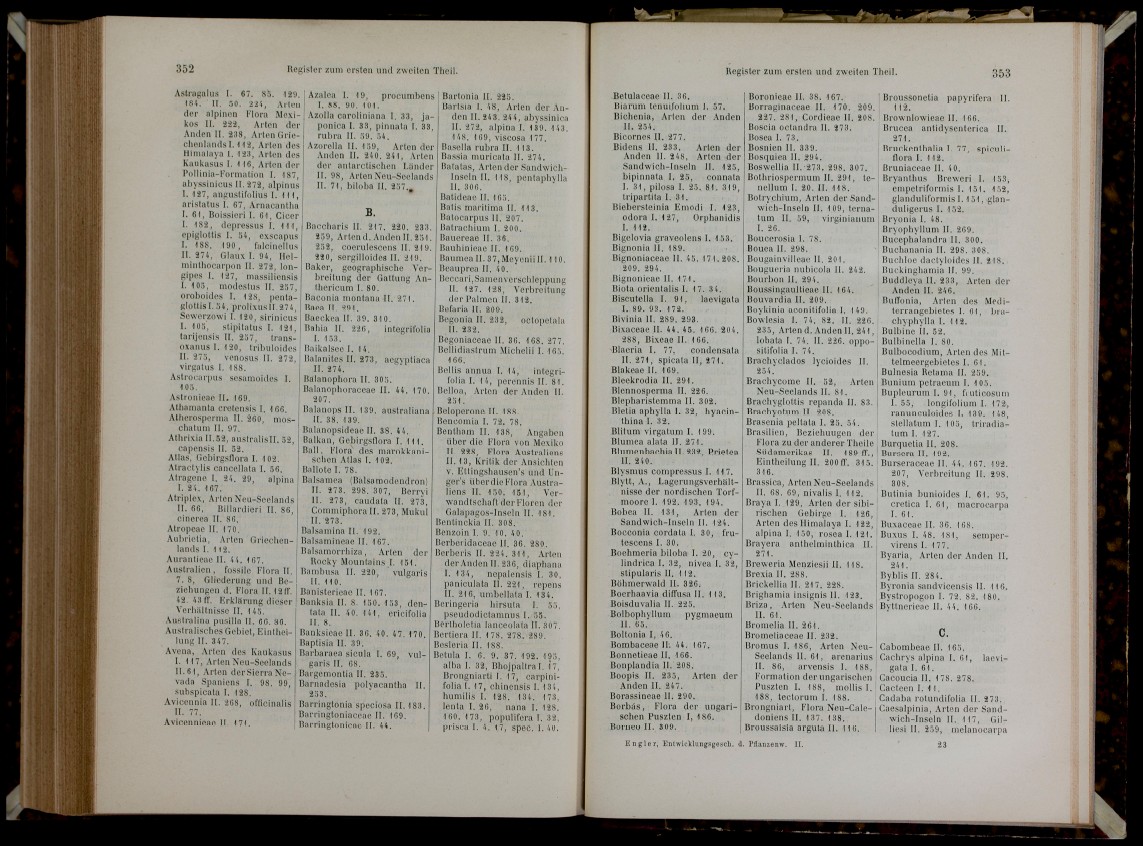 352
Register zum ersten und zweiten Theil.
Astragalus I. 67. 85. 129.
164. II. 50. 224, Arten
der alpinen Flora Mexi-
kos II. 222, Arten der
Anden II. 238, Arten Grie-
chenlands I. 112, Arten des
Himalaya I. 123, Arten des
Kaukasus I. 116, Arten der
Pollinia-Formation I. 187,
abyssinicus II. 272, alpinus
I. 127, angustifolius I. 111,
aristatus I. 67, Arnacantha
I. 61, Boissieri I. 61, Cicer
I. 182, depressus I. 111,
epiglottis I. 54, exscapus
I. 188. 190, falcinellus
II. 274, Glaux I. 94, Hel-
minthocarpon II. 272, lon-
gipes I. 127, massiliensis
I. 105, modestus II. 257,
oroboides I. 128, penta-
glottis I. 54, prolixus II. 274,
Sewerzowi I. 120, sirinicus
I. 105, stipitatus I. 124,
tarijensis II. 257, trans-
oxanus I. 120, tribuloides
II. 275, venosus II. 272,
virgatus I. 188.
Astrocarpus sesamoides I.
105.
Astronieae II. 169.
Athamanta cretensis I. 166.
Atherosperma II. 260, mos-
chatum II. 97.
Athrixia II. 52, australis II. 52,
capensis II. 52.
Atlas, Gebirgsflora I. 102.
Atractylis cancellata I. 56.
Atragene I. 24. 29, alpina
I. 24. 167.
Atriplex, Arten Neu-Seelands
II. 66, Billardieri II. 86,
cinerea II. 86.
Atropeae II. 170.
Aubrietia, Arten Griechen-
lands I. 112.
Aurantieae II. 44. 167.
Australien, fossile Flora II.
7. 8, Gliederung und Be-
ziehungen d. Flora II. 12 ff.
42. 43 ff. Erklärung dieser
Verhältnisse II, 145.
Australina pusilla II. 60. 86.
Australisches Gebiet, Einthei-
lung II. 347.
Avena, Arten des Kaukasus
I. 117, Arten Neu-Seelands
II. 61, Arten der Sierra Ne-
vada Spaniens I. 98. 99,
subspicata I. 128.
Avicennia II. 268, officinalis
II. 77.
Avicennieae II. 171.
Azalea I. 49, procumbens
I. 88. 90. 101.
Azolla caroliniana I. 33, ja-
ponica I. 33, pinnata I. 33,
rubra II. 59. 54.
Azorella II. 159, Arten der
Anden II. 240. 241, Arten
der antarctischen Länder
II. 98, Arten Neu-Seelands
II. 71, biloba II. 257.
B.
Baccharis II. 217. 220. 233.
259, Arten d. Anden II. 251.
252, coerulescens II. 219.
220, sergilloides II. 219.
Baker, geographische Ver-
breitung der Gattung An-
thericum I. 80.
Baconia montana II. 271.
Baea II. 291.
Baeckea II. 39. 310.
Bahia II. 226, integrifolia
I. 153.
Baikalsee I. 14.
Balanites II. 273, aegyptiaca
II. 274.
Balanophora II. 305.
Balanophoraceae II. 44. 170.
207.
Balanops II. 139, australiana
II. 38. 139.
Balanopsideae II. 38. 44.
Balkan, Gebirgsflora I. 111.
Ball, Flora des marokkani-
schen Atlas I. 102.
Ballote I. 78.
Balsamea (Balsamodendron)
II. 273. 298. 307, Berryi
II. 273, caudata II. 273,
Commiphora II. 273, Mukul
II. 273.
Balsamina II. 192.
Balsamineae II. 167.
Balsamorrhiza, Arten der
Rocky Mountains I. 151.
Bambusa II. 220, vulgaris
II. 110.
Banisterieae II. 167.
Banksia II. 8. 150. 153, den-
tata II. 40. 141, ericifolia
II. 8.
Banksieae II. 36. 40. 47. 170.
Baptisia II. 39.
Barbaraea sicula I. 69, vul-
garis II. 68.
Bargemontia II. 235.
Barnadesia polyacantha II.
253.
Barringtonia speciosa II. 183.
Barringtoniaceae II. 169.
Barringtonieae II. 44.
Bartonia II. 225.
Bartsia I. 48, Arten der An-
den II. 243. 244, abyssinica
II. 272, alpina I. 139. 143.
148. 169, viscosa 177.
Basella rubra II. 113.
Bassia muricata II. 274.
Batatas, Arten der Sandwich-
Inseln II. 118, pentaphylla
II. 306.
Batideae II. 165.
Batis maritima II. 113.
Batocarpus II. 207.
Batrachium I. 200.
Bauereae II. 36.
Bauhinieae II. 169.
Baumea II. 37, Meyenii II. 110.
Beauprea II. 40.
Beccari, Samenverschleppung
II. 127. 128, Verbreitung
der Palmen II. 312.
Befaria II. 209.
Begonia II. 232, octopetala
II. 232.
Begoniaceae II. 36. 168. 277.
Bellidiastrum Michelii I. 165.
166.
Bellis annua I. 14, integri-
folia I. 14, perennis II. 81.
Belloa, Arten der Anden II.
251.
Beloperone II. 188.
Bencomia I. 72. 78.
Bentham II. 138, Angaben
über die Flora von Mexiko
II. 228, Flora Australiens
II. 13, Kritik der Ansichten
v. Ettingshausen's und Un-
ger's über die Flora Austra-
liens II. 150. 151, Ver-
wandtschaft der Floren der
Galapagos-Inseln II. 181.
Bentinckia II. 308.
Benzoin I. 9. 10. 40.
Berberidaceae II. 36. 280.
Berberis II. 224. 311, Arten
der Anden II. 236, diaphana
I. 134, nepalensis I. 30.
paniculata II. 221, repens
II. 216, umbellata I. 134.
Beringeria hirsuta I. 55,
pseudodictamnus I. 55.
Bertholetia lanceolata II. 307.
Bertiera II. 178. 278. 289.
Besleria II. 188.
Betula I. 6. 9. 37. 192. 195,
alba I. 32, Bhojpaltra I. 17,
Brongniarti I. 17, carpini-
folia I. 17, chinensis I. 134,
humilis I. 128. 134. 173,
lenta I. 26, nana I. 128.
160. 173, populifera I. 32,
prisca I. 4. 17, spec. I. 40.
Register zum ersten und zweiten Theil.
353
Betulaceae II. 36.
Biarum tenuifolium I. 57.
Bichenia, Arten der Anden
II. 254.
Bicornes II. 277.
Bidens II. 233, Arten der
Anden II. 248, Arten der
Sandwich-Inseln II. 125,
bipinnata I. 25, connata
I. 31, pilosa I. 25. 81. 319,
tripartita I. 31.
Biebersteinia Emodi I. 123,
odora I. 127, Orphanidis
I. 112.
Bigelovia graveolens I. 153.
Bignonia II. 189.
Bignoniaceae II. 45. 171. 208.
209. 294.
Bignonieae II. 171.
Biota orientalis I. 17. 34.
Biscutella I. 91, laevigata
I. 89. 93. 172.
Bivinia II. 289. 293.
Bixaceae II. 44. 45. 166. 204.
288, Bixeae II. 166.
Blaeria I. 77, condensata
II. 271, spicata II, 271.
Blakeae II. 169.
Bleekrodia II. 291.
Blennosperma II. 226.
Blepharistemma II. 302.
Bletia aphylla I. 32, hyacin-
thina I. 32.
Blitum virgatum I. 199.
Blumea alata II. 271.
Blumenbachia II. 232, Prietea
II. 240.
Blysmus compressus I. 117.
Blytt, A., Lagerungsverhält-
nisse der nordischen Torf-
moore I. 192. 193. 194.
Bobea II. 131, Arten der
Sandwich-Inseln II. 124.
Bocconia cordata I. 30, fru-
tescens I. 30.
Boehmeria biloba I. 20, cy-
lindrica I. 32, nivea I. 32,
stipularis II. 112.
Böhmerwald II. 326.
Boerhaavia diffusa II. 113.
Boisduvalia II. 225.
Bolbophyllum pygmaeum
II. 65.
Boltonia I, 46.
Bombaceae II. 44. 167.
Bonnetieae II. 166.
Bonplandia II. 208.
Boopis II. 235, Arten der
Anden II. 247.
Borassineae II. 290.
Borbás, Flora der ungari-
schen Puszten I, 186.
Borneo II. 309.
Boronieae II. 38. 167.
Borraginaceae II. 170. 209.
227. 281, Cordieae II. 208.
Boscia octandra II. 273.
Bosea I. 73.
Bosnien II. 339.
Bosquiea II. 294.
Boswellia II. 273. 298. 307.
Bothriospermum II. 291, te-
nellum I. 20. II. 118.
Botrychium, Arten der Sand-
wich-Inseln II. 109, terna-
tum II. 59, virginianum
I. 26.
Boucerosia I. 78.
Bouea II. 298.
Bougainvilleae II. 201.
Bougueria nubicola II. 242.
Bourbon II. 294.
Boussingaultieae II. 164.
Bouvardia II. 209.
Boykinia aconitifolia I. 149.
Bowlesia I. 74. 82. II. 226.
235, Arten d. Anden II, 241,
lobata I. 74. II. 226. oppo-
sitifolia I. 74.
Brachyclados lycioides II.
254.
Brachycome II. 52, Arten
Neu-Seelands II. 81.
Brachyglottis repanda II. 83.
Brachyotum II. 208.
Brasenia peltata I. 25. 54.
Brasilien, Beziehungen der
Flora zu der anderer Theile
Südamerikas II. 189 ff.,
Eintheilung II. 200 ff. 315.
316.
Brassica, Arten Neu-Seelands
II. 68. 69, nivalis I. 112.
Braya I. 129, Arten der sibi-
rischen Gebirge I. 126,
Arten des Himalaya I. 122,
alpina I. 150, rosea I. 121.
Brayera anthelminthica II.
271.
Breweria Menziesii II. 118.
Brexia II. 288.
Brickellia II. 217. 228.
Brighamia insignis II. 123.
Briza, Arten Neu-Seelands
II. 61.
Bromelia II. 261.
Bromeliaceae II. 232.
Bromus I. 186, Arten Neu-
Seelands II. 61, arenarius
II. 86, arvensis I. 188,
Formation der ungarischen
Puszten I. 188, mollis I.
188, tectorum I. 188.
Brongniart, Flora Neu-Cale-
doniens II. 137. 138.
Broussaisia arguta II. 116.
Broussonetia papyrifera II.
112.
Brownlowieae II. 166.
Brucea antidysenterica II.
271.
Bruckenthalia I. 77, spiculi-
flora I. 112.
Bruniaceae II. 40.
Bryanthus Breweri I. 153,
empetriformis I. 151. 152,
glanduliformis I. 151, glan-
duligerus I. 152.
Bryonia I. 48.
Bryophyllum II. 269.
Bucephalandra II. 300.
Buchanania II. 298. 308.
Buchloe dactyloides II. 218.
Buckinghamia II. 99.
Buddleya II. 233, Arten der
Anden II. 246.
Buffonia, Arten des Medi-
terrangebietes I. 61, bra-
chyphylla I. 112.
Bulbine II. 52.
Bulbinella I. 80.
Bulbocodium, Arten des Mit-
telmeergebietes I. 61.
Bulnesia Retama II. 259.
Bunium petraeum I. 105.
Bupleurum I. 91, fruticosum
I. 55, longifolium I. 172,
ranunculoides I. 139. 148,
stellatum I. 105, triradia-
tum I. 127.
Burquetia II. 208.
Bursera II. 192.
Burseraceae II. 44. 167. 192.
207, Verbreitung II. 298.
308.
Butinia bunioides I. 61. 95,
cretica I. 61, macrocarpa
I. 61.
Buxaceae II. 36. 168.
Buxus I. 48. 181, semper-
virens I. 177.
Byaria, Arten der Anden II.
241.
Byblis II. 284.
Byronia sandvicensis II. 116.
Bystropogon I. 72. 82. 180.
Byttnerieae II. 44. 166.
C.
Cabombeae II. 165.
Cachrys alpina I. 61, laevi-
gata I. 61.
Cacoucia II. 178. 278.
Cacteen I. 41.
Cadaba rotundifolia II. 273.
Caesalpinia, Arten der Sand-
wich-Inseln II. 117, Gil-
liesi II. 259, melanocarpa
Engler, Entwicklungsgesch. d. Pflanzenw. II.
23